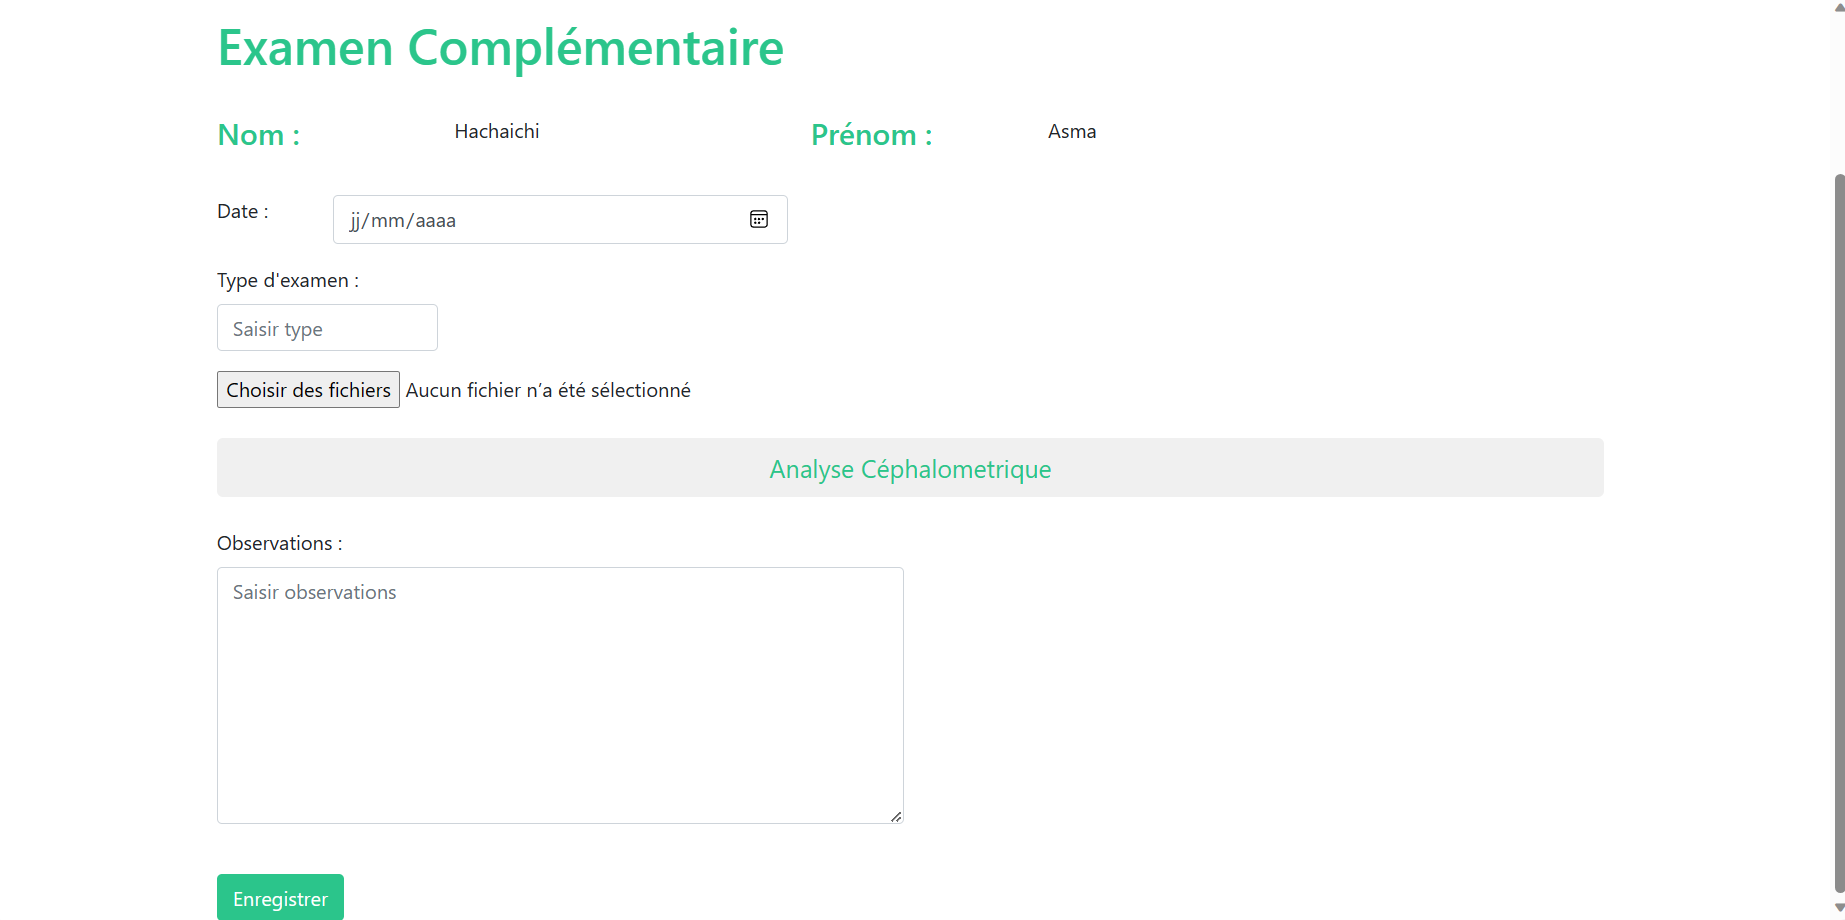 Examen Complémentaire
Nom : Hachaichi Prénom : Asma
Date : jj/mm/aaaa
Type d'examen :
Saisir type
Choisir des fichiers Aucun fichier n’a été sélectionné
Analyse Céphalometrique
Observations :
Saisir observations
Enregistrer